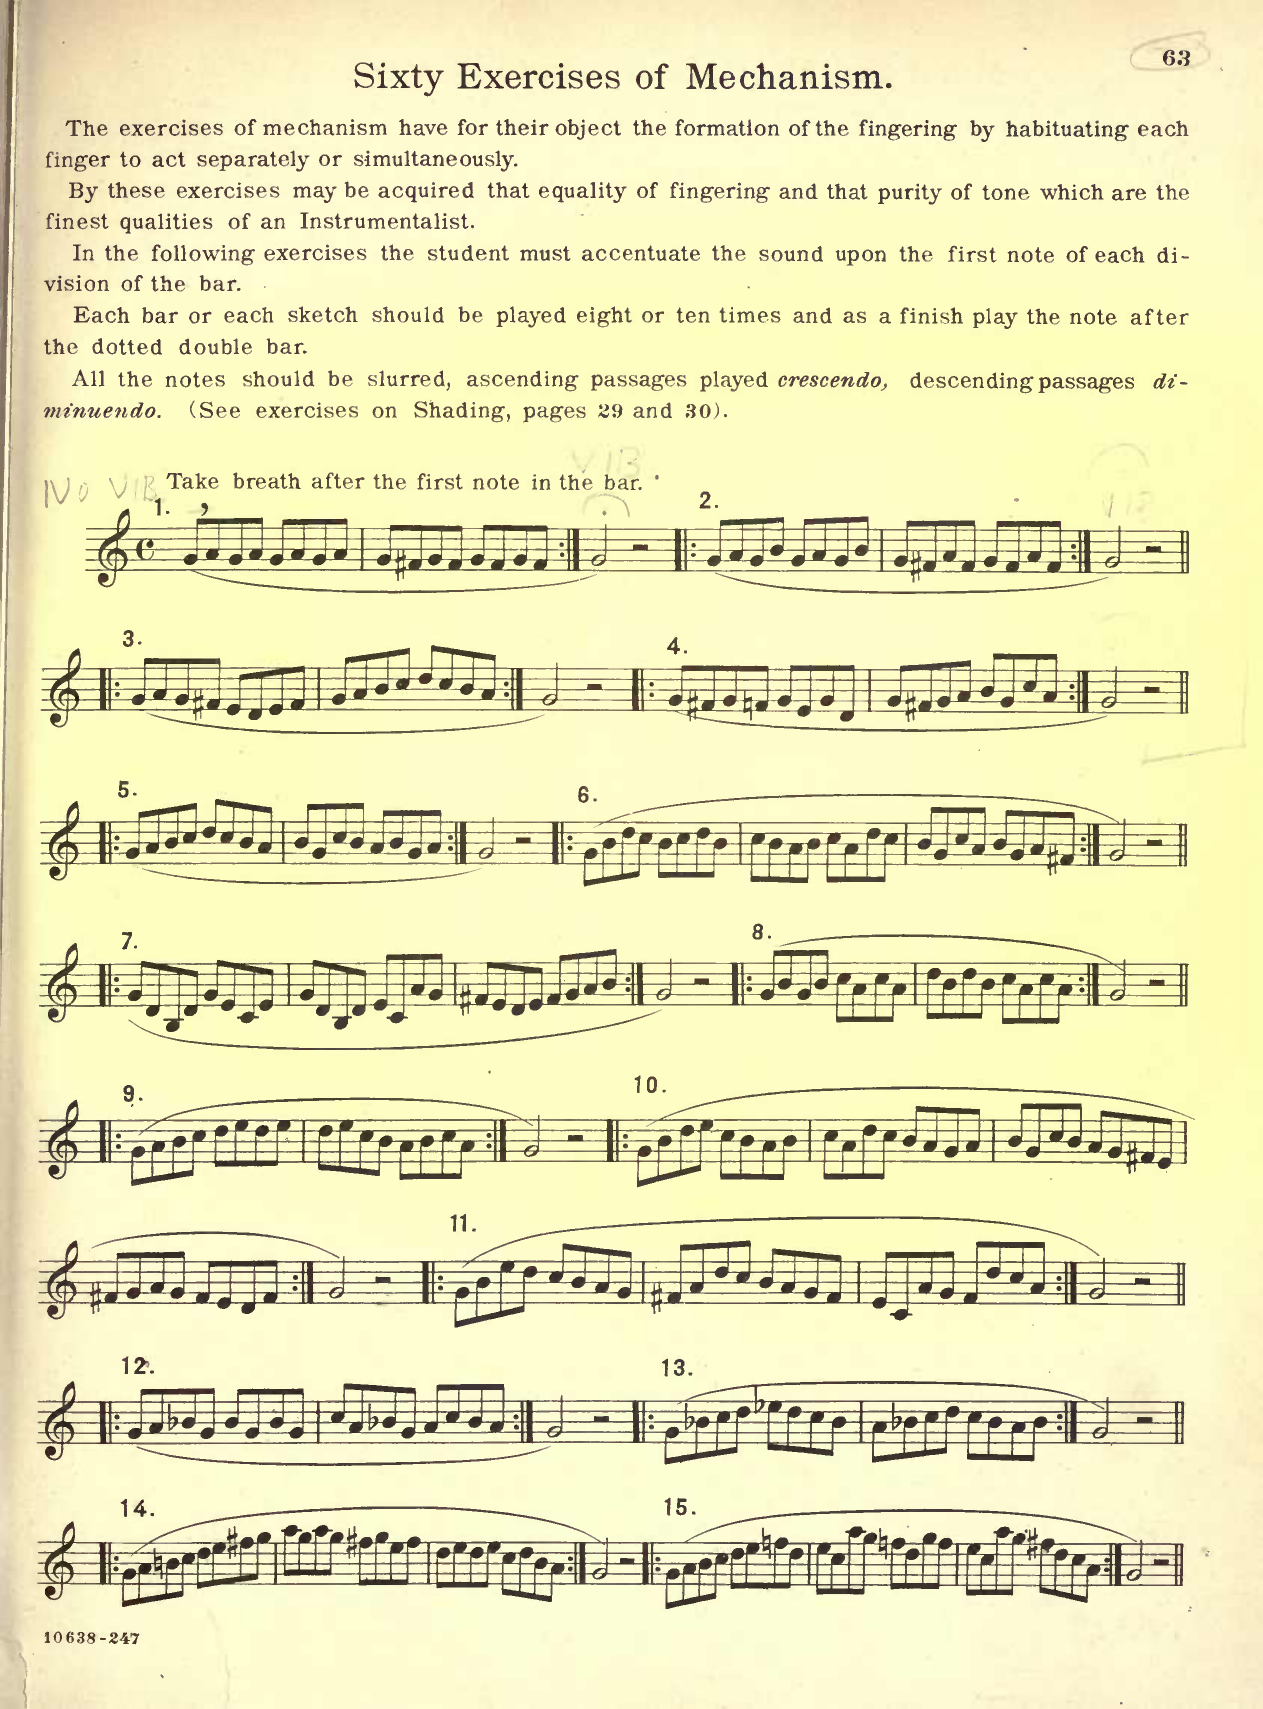 63
Sixty Exercises of Mechanism.
The exercises of mechanism have for their object the formation of the fingering by habituating each
finger to act separately or simultaneously.
By these exercises may be acquired that equality of fingering and that purity of tone which are the
finest qualities of an Instrumentalist.
In the following exercises the student must accentuate the sound upon the first note of each di-
vision of the bar.
Each bar or each sketch should be played eight or ten times and as a finish play the note after
the dotted double bar.
All the notes should be slurred, ascending passages played crescendo, descending passages di-
minuendo. (See exercises on Shading, pages 29 and 30).
VIB
NO VIB Take breath after the first note in the bar.
1. 2.
VIB
3. 4.
5. 6.
7. 8.
9. 10.
11.
12. 13.
14. 15.
10638-247